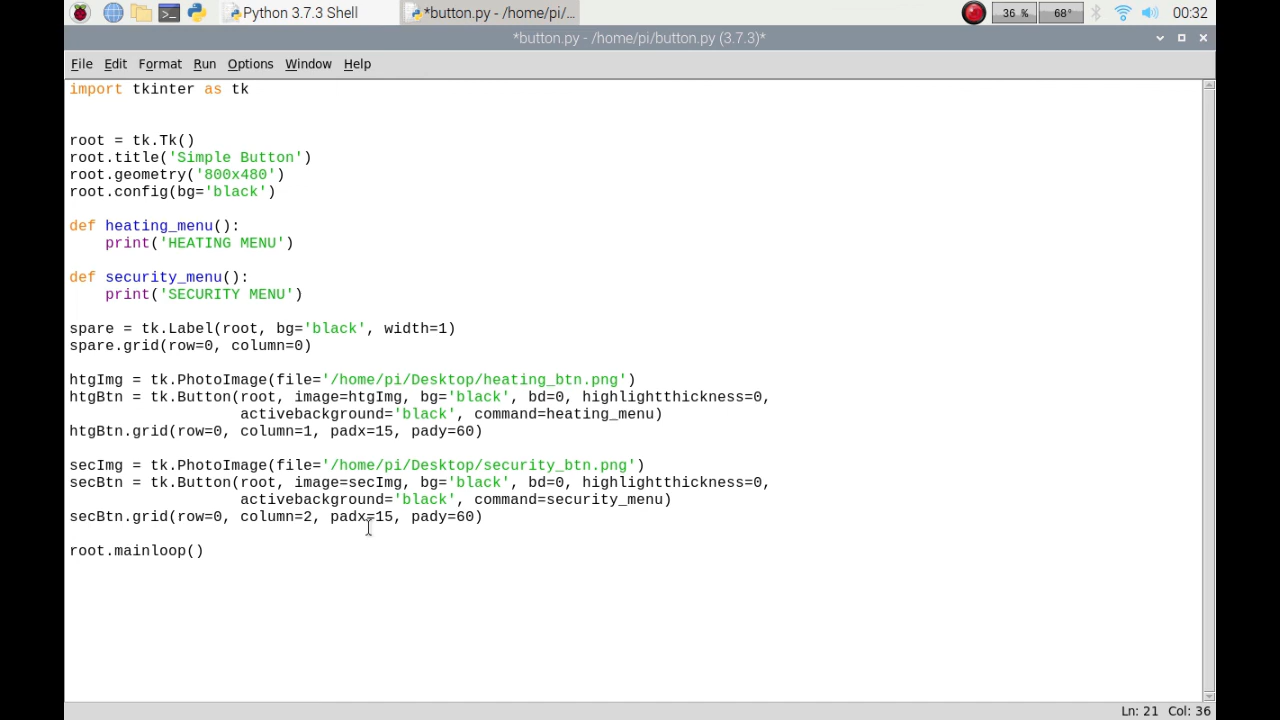 Python 3.7.3 Shell
*button.py - /home/pi/...
36 %
68°
00:32
*button.py - /home/pi/button.py (3.7.3)*
File Edit Format Run Options Window Help
import tkinter as tk
root = tk.Tk()
root.title('Simple Button')
root.geometry('800x480')
root.config(bg='black')
def heating_menu():
    print('HEATING MENU')
def security_menu():
    print('SECURITY MENU')
spare = tk.Label(root, bg='black', width=1)
spare.grid(row=0, column=0)
htgImg = tk.PhotoImage(file='/home/pi/Desktop/heating_btn.png')
htgBtn = tk.Button(root, image=htgImg, bg='black', bd=0, highlightthickness=0,
                   activebackground='black', command=heating_menu)
htgBtn.grid(row=0, column=1, padx=15, pady=60)
secImg = tk.PhotoImage(file='/home/pi/Desktop/security_btn.png')
secBtn = tk.Button(root, image=secImg, bg='black', bd=0, highlightthickness=0,
                   activebackground='black', command=security_menu)
secBtn.grid(row=0, column=2, padx=15, pady=60)
root.mainloop()
Ln: 21 Col: 36